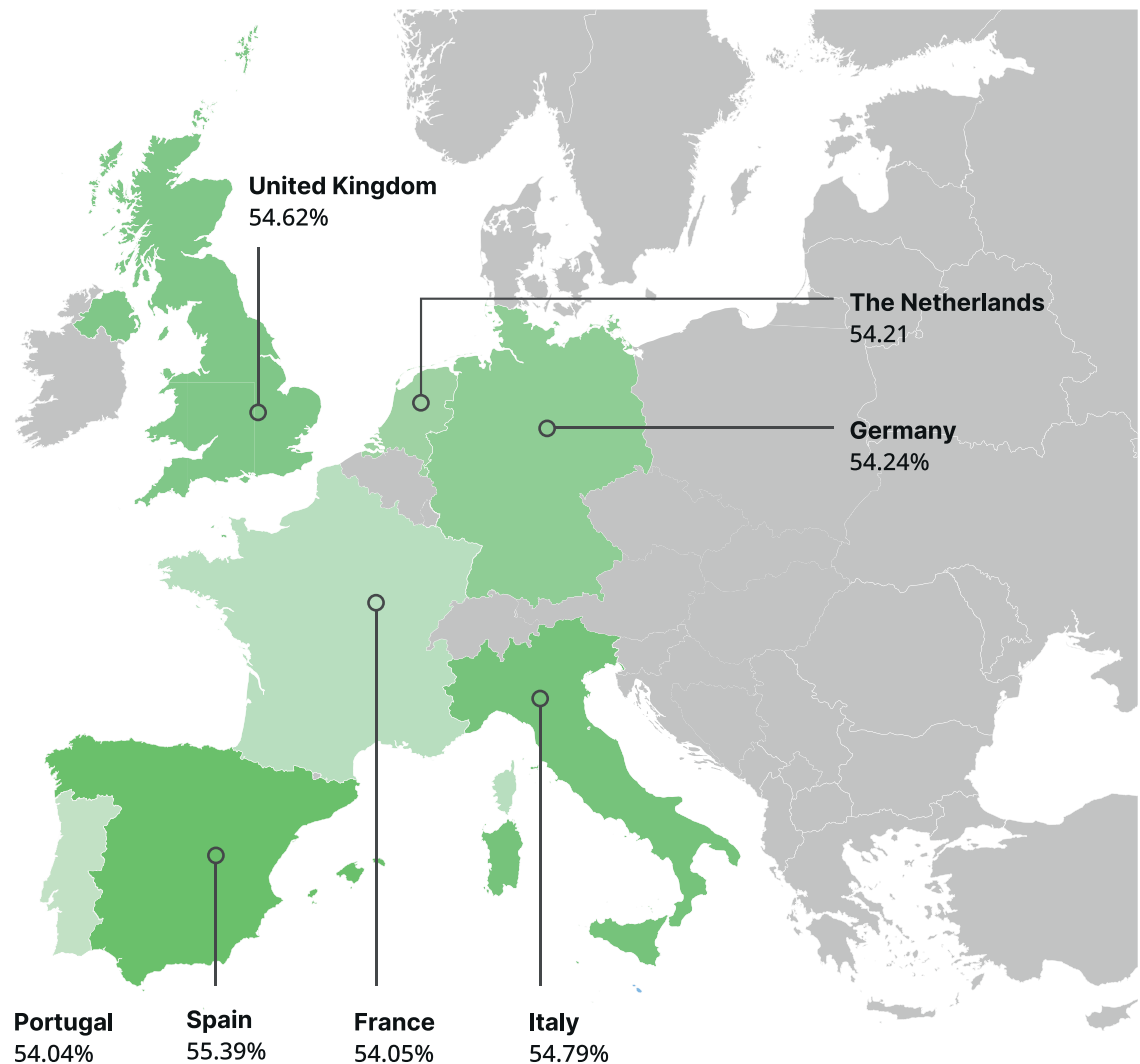 United Kingdom
54.62%
The Netherlands
54.21
Germany
54.24%
Portugal
54.04%
Spain
55.39%
France
54.05%
Italy
54.79%